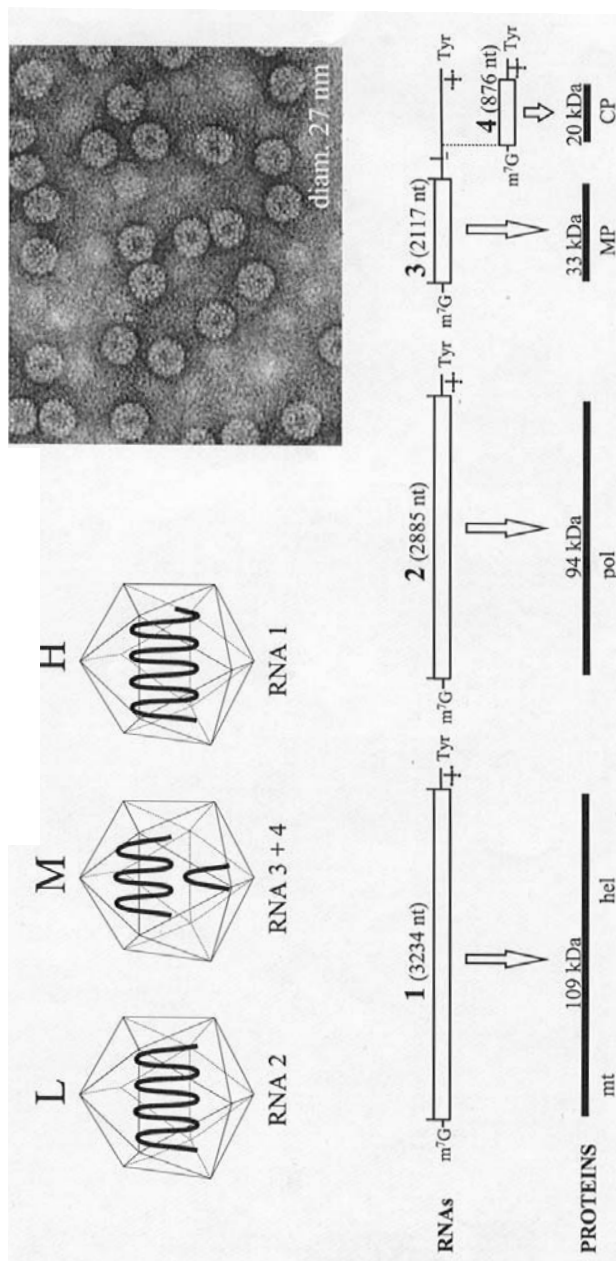 L M H
diam. 27 nm
RNA 2 RNA 3 + 4 RNA 1
RNAs
1 (3234 nt)
m⁷G
Tyr
2 (2885 nt)
m⁷G
Tyr
3 (2117 nt)
m⁷G
Tyr
4 (876 nt)
m⁷G
Tyr
PROTEINS
109 kDa 94 kDa 33 kDa 20 kDa
mt hel pol MP CP